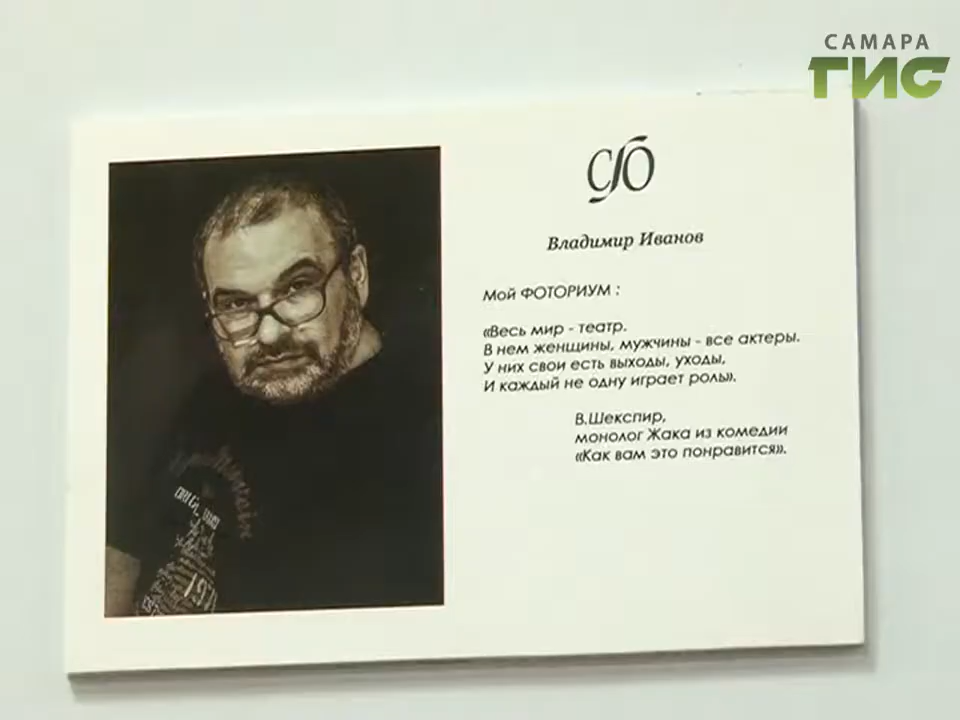 САМАРА
ГИС
СГО
Владимир Иванов
Мой ФОТОРИУМ :
«Весь мир - театр.
В нем женщины, мужчины - все актеры.
У них свои есть выходы, уходы,
И каждый не одну играет роль».
В.Шекспир,
монолог Жака из комедии
«Как вам это понравится».